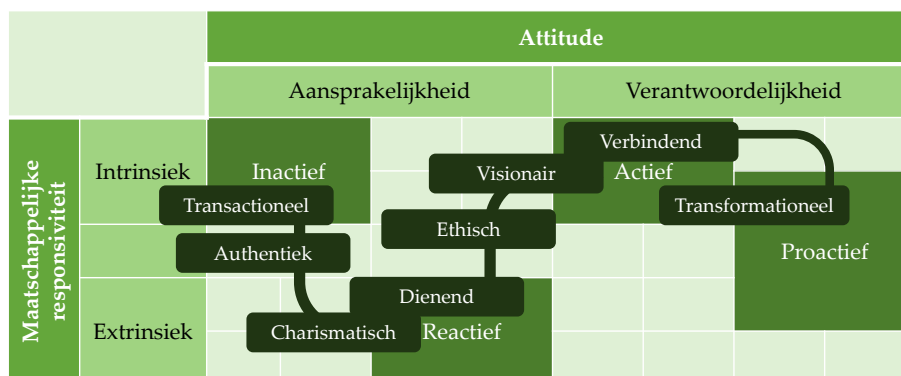 Attitude
Aansprakelijkheid
Verantwoordelijkheid
Maatschappelijke
responsiviteit
Intrinsiek
Extrinsiek
Inactief
Actief
Proactief
Reactief
Verbindend
Visionair
Transactioneel
Transformationeel
Ethisch
Authentiek
Dienend
Charismatisch